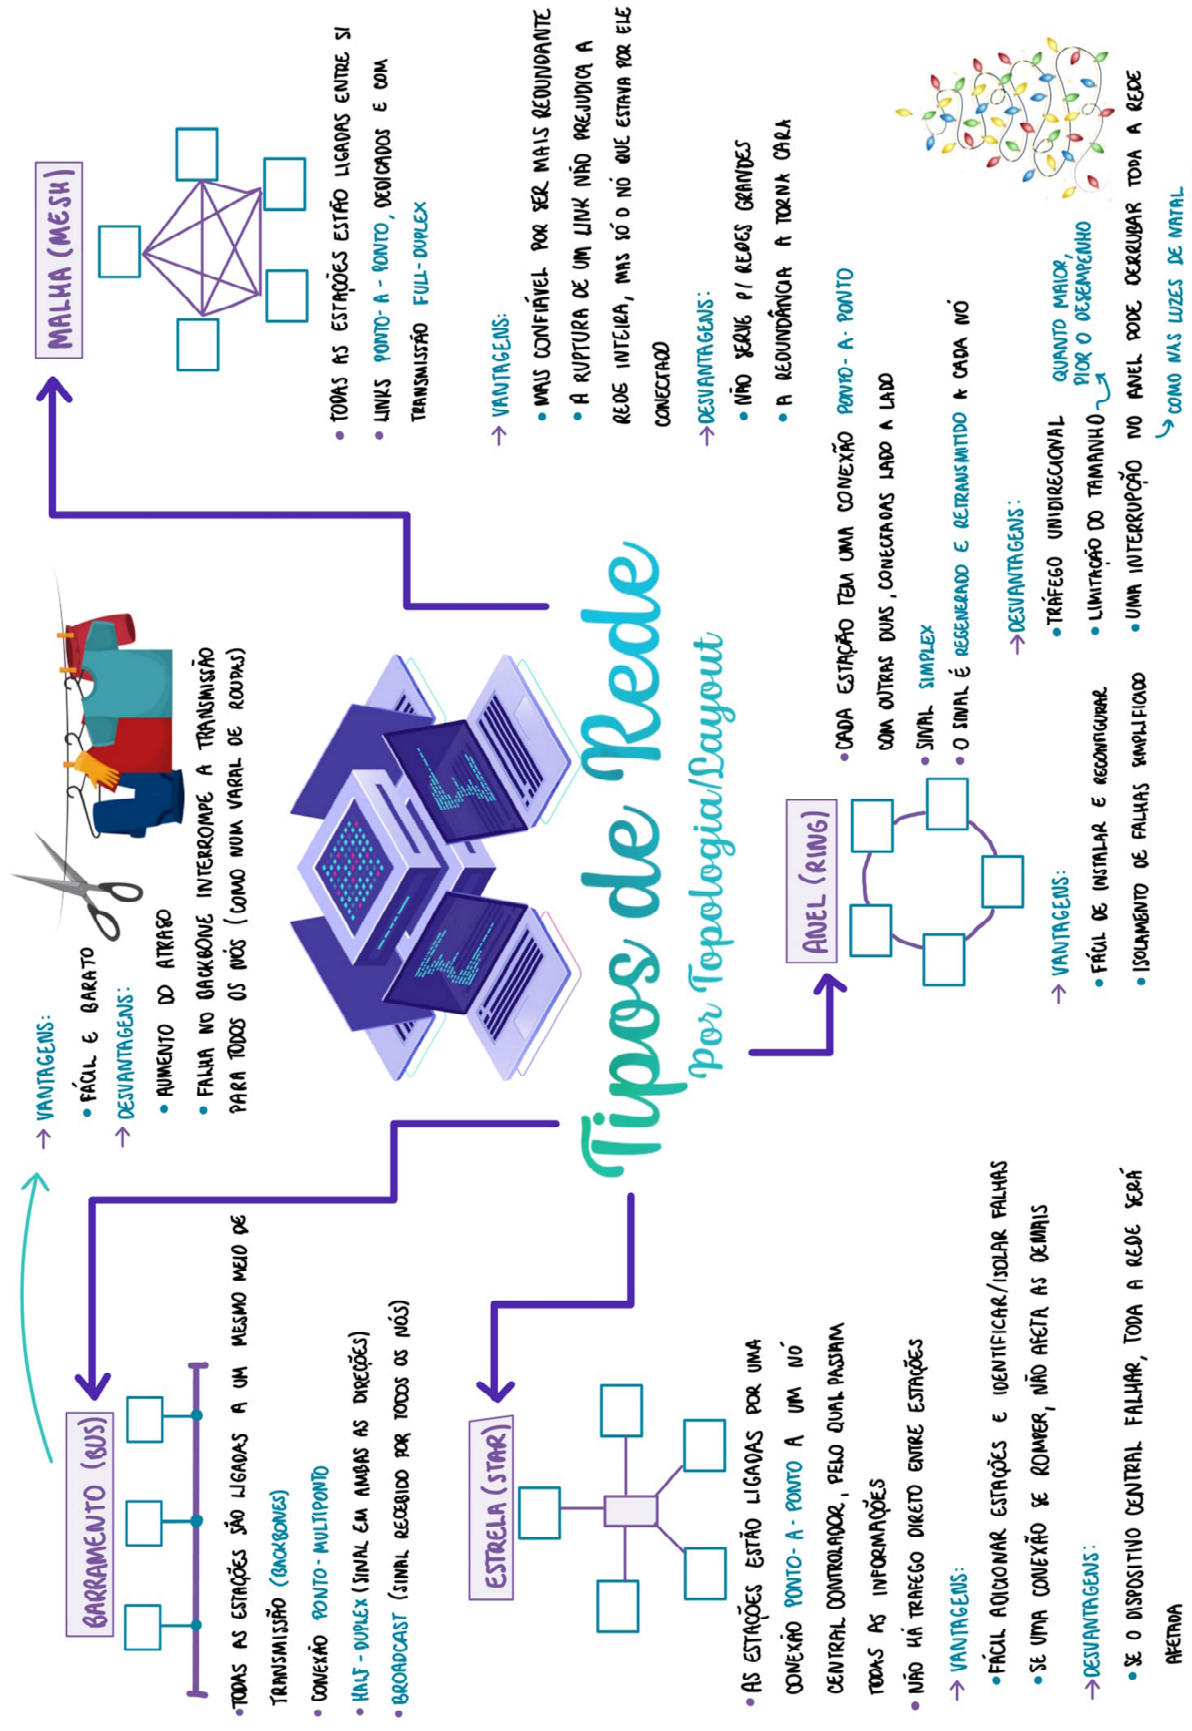 Tipos de Rede
Por Topologia/Layout
BARRAMENTO (BUS)
• TODAS AS ESTAÇÕES SÃO LIGADAS A UM MESMO MEIO DE
TRANSMISSÃO (BACKBONES)
• CONEXÃO PONTO-MULTIPONTO
• HALF-DUPLEX (SINAL EM AMBAS AS DIREÇÕES)
• BROADCAST (SINAL RECEBIDO POR TODOS OS NÓS)
→ VANTAGENS:
• FÁCIL E BARATO
→ DESVANTAGENS:
• AUMENTO DO ATRASO
• FALHA NO BACKBONE INTERROMPE A TRANSMISSÃO
PARA TODOS OS NÓS (COMO NUM VARAL DE ROUPAS)
MALHA (MESH)
• TODAS AS ESTAÇÕES ESTÃO LIGADAS ENTRE SI
• LINKS PONTO-A-PONTO, DEDICADOS E COM
TRANSMISSÃO FULL-DUPLEX
→ VANTAGENS:
• MAIS CONFIÁVEL POR SER MAIS REDUNDANTE
• A RUPTURA DE UM LINK NÃO PREJUDICA A
REDE INTEIRA, MAS SÓ O NÓ QUE ESTAVA POR ELE
CONECTADO
→ DESVANTAGENS:
• NÃO SERVE P/ REDES GRANDES
• A REDUNDÂNCIA A TORNA CARA
ESTRELA (STAR)
• AS ESTAÇÕES ESTÃO LIGADAS POR UMA
CONEXÃO PONTO-A-PONTO A UM NÓ
CENTRAL CONTROLADOR, PELO QUAL PASSAM
TODAS AS INFORMAÇÕES
• NÃO HÁ TRAFEGO DIRETO ENTRE ESTAÇÕES
→ VANTAGENS:
• FÁCIL ADICIONAR ESTAÇÕES E IDENTIFICAR/ISOLAR FALHAS
• SE UMA CONEXÃO SE ROMPER, NÃO AFETA AS DEMAIS
→ DESVANTAGENS:
• SE O DISPOSITIVO CENTRAL FALHAR, TODA A REDE SERÁ
AFETADA
ANEL (RING)
• CADA ESTAÇÃO TEM UMA CONEXÃO PONTO-A-PONTO
COM OUTRAS DUAS, CONECTADAS LADO A LADO
• SINAL SIMPLEX
• O SINAL É REGENERADO E RETRANSMITIDO A CADA NÓ
→ VANTAGENS:
• FÁCIL DE INSTALAR E RECONFIGURAR
• ISOLAMENTO DE FALHAS SIMPLIFICADO
→ DESVANTAGENS:
• TRÁFEGO UNIDIRECIONAL
• LIMITAÇÃO DO TAMANHO
QUANTO MAIOR,
PIOR O DESEMPENHO
• UMA INTERRUPÇÃO NO ANEL PODE DERRUBAR TODA A REDE
COMO NAS LUZES DE NATAL